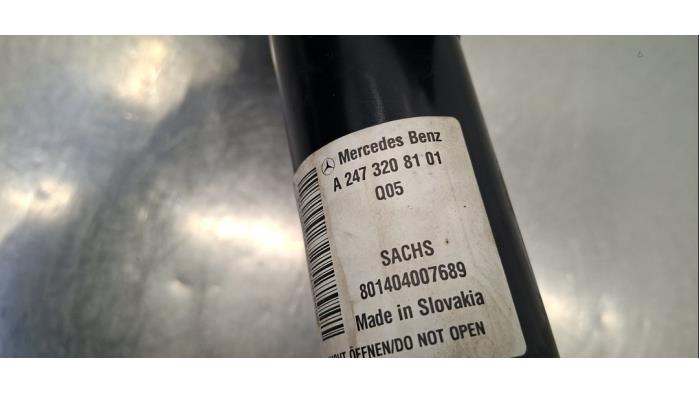 Mercedes Benz
A 247 320 81 01
Q05
SACHS
801404007689
Made in Slovakia
ÖFFNEN/DO NOT OPEN